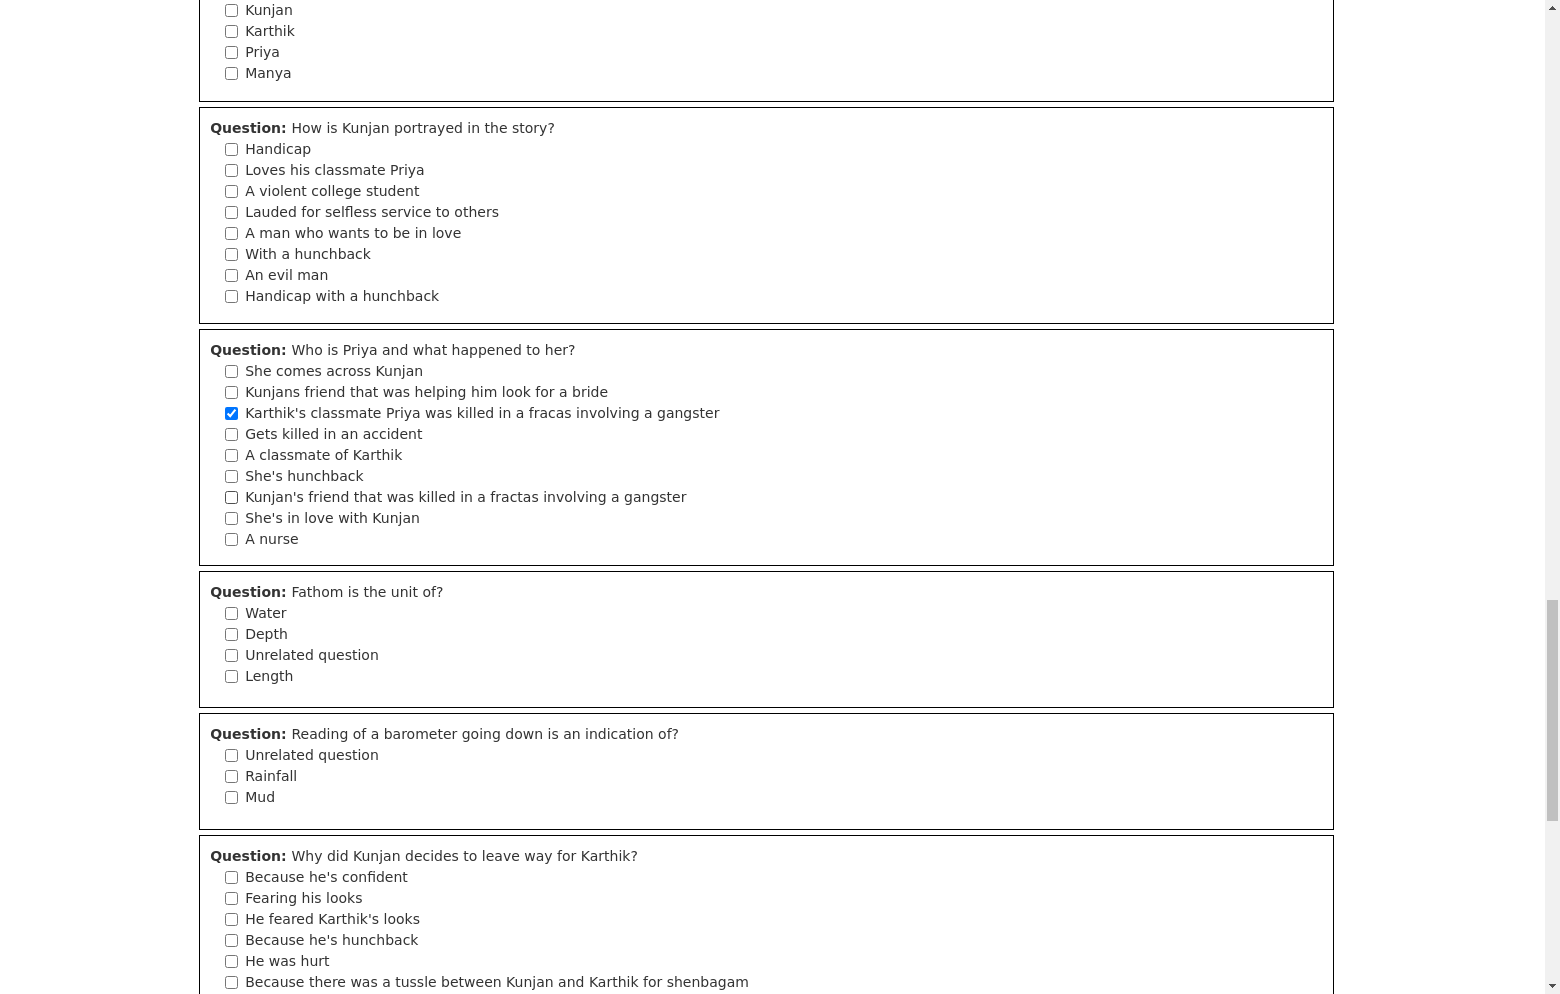 Kunjan
Karthik
Priya
Manya
Question: How is Kunjan portrayed in the story?
Handicap
Loves his classmate Priya
A violent college student
Lauded for selfless service to others
A man who wants to be in love
With a hunchback
An evil man
Handicap with a hunchback
Question: Who is Priya and what happened to her?
She comes across Kunjan
Kunjans friend that was helping him look for a bride
Karthik's classmate Priya was killed in a fracas involving a gangster
Gets killed in an accident
A classmate of Karthik
She's hunchback
Kunjan's friend that was killed in a fractas involving a gangster
She's in love with Kunjan
A nurse
Question: Fathom is the unit of?
Water
Depth
Unrelated question
Length
Question: Reading of a barometer going down is an indication of?
Unrelated question
Rainfall
Mud
Question: Why did Kunjan decides to leave way for Karthik?
Because he's confident
Fearing his looks
He feared Karthik's looks
Because he's hunchback
He was hurt
Because there was a tussle between Kunjan and Karthik for shenbagam